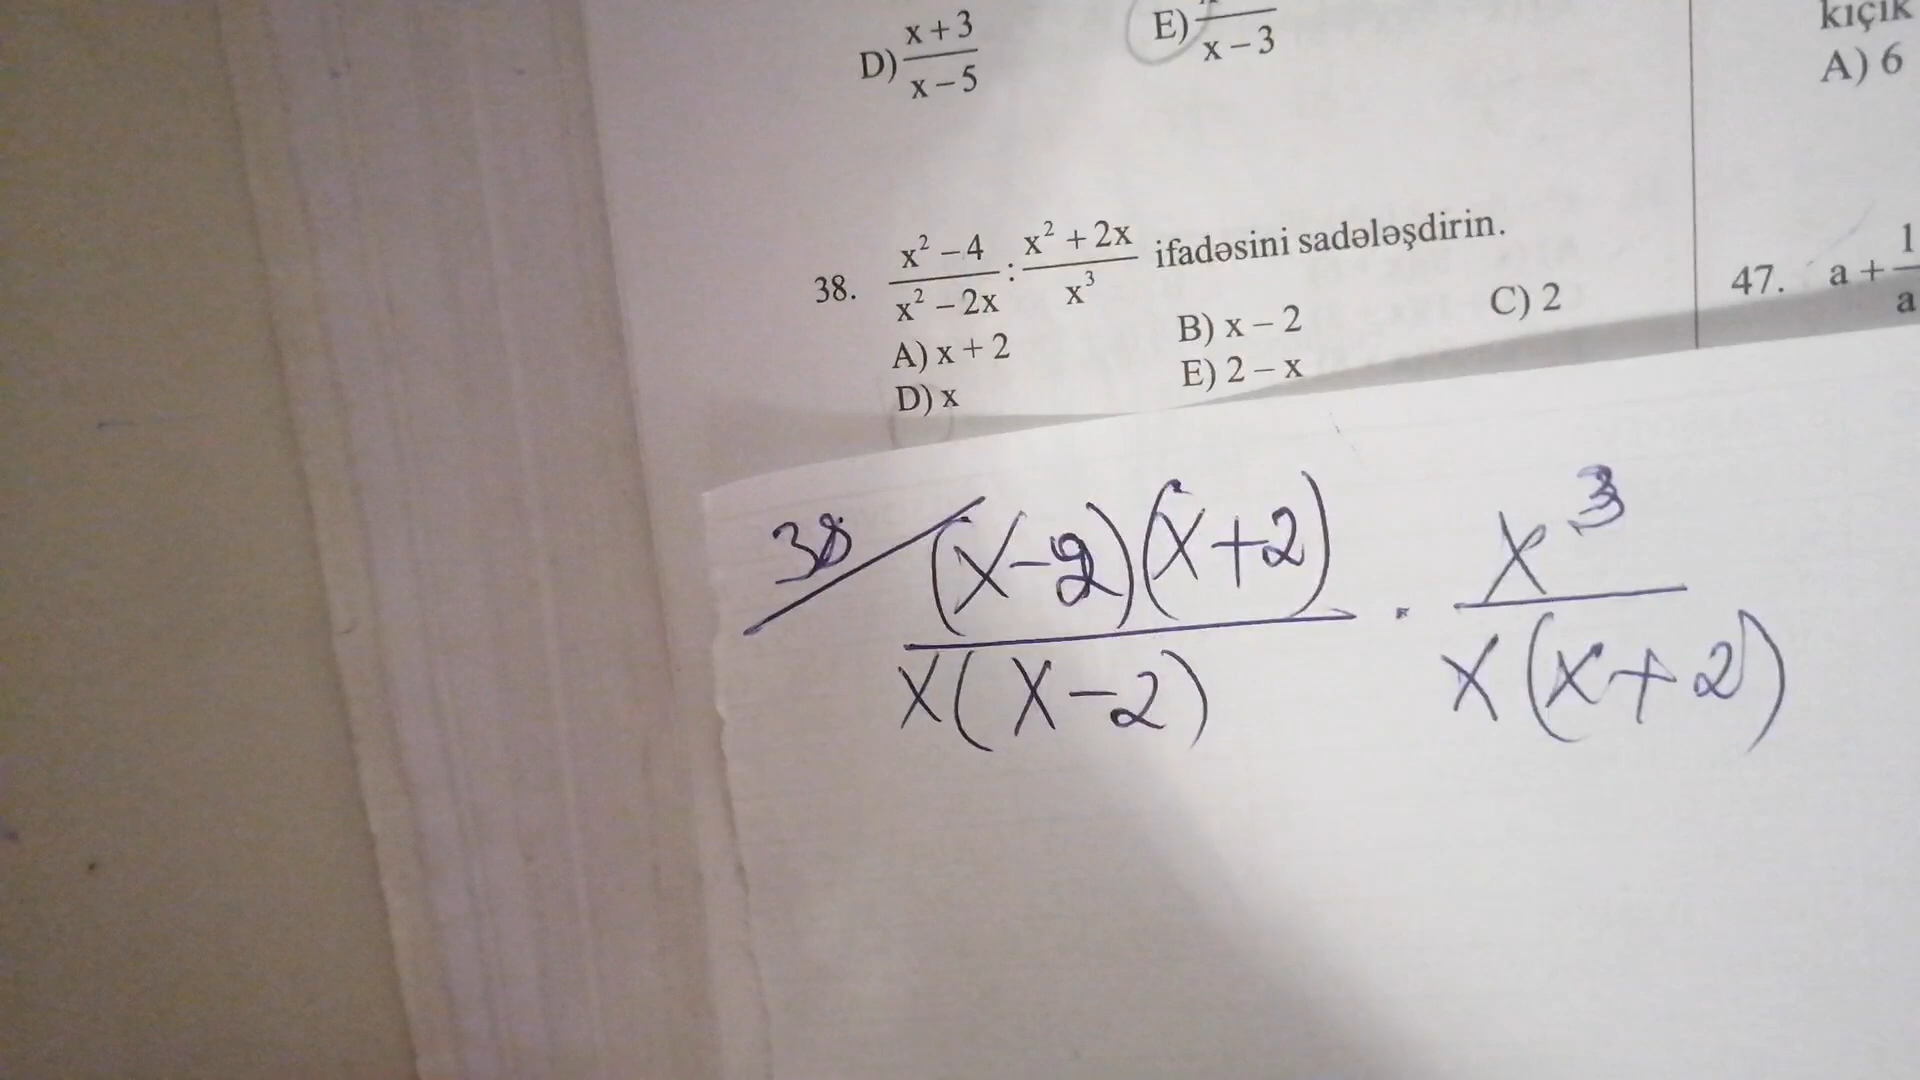 D) x + 3 / x − 5
E) / x − 3
38. x² − 4 / x² − 2x : x² + 2x / x³ ifadəsini sadələşdirin.
A) x + 2 B) x − 2 C) 2
D) x E) 2 − x
kiçik
A) 6
47. a + 1 / a
38 (x-2)(x+2) / x(x-2) · x³ / x(x+2)